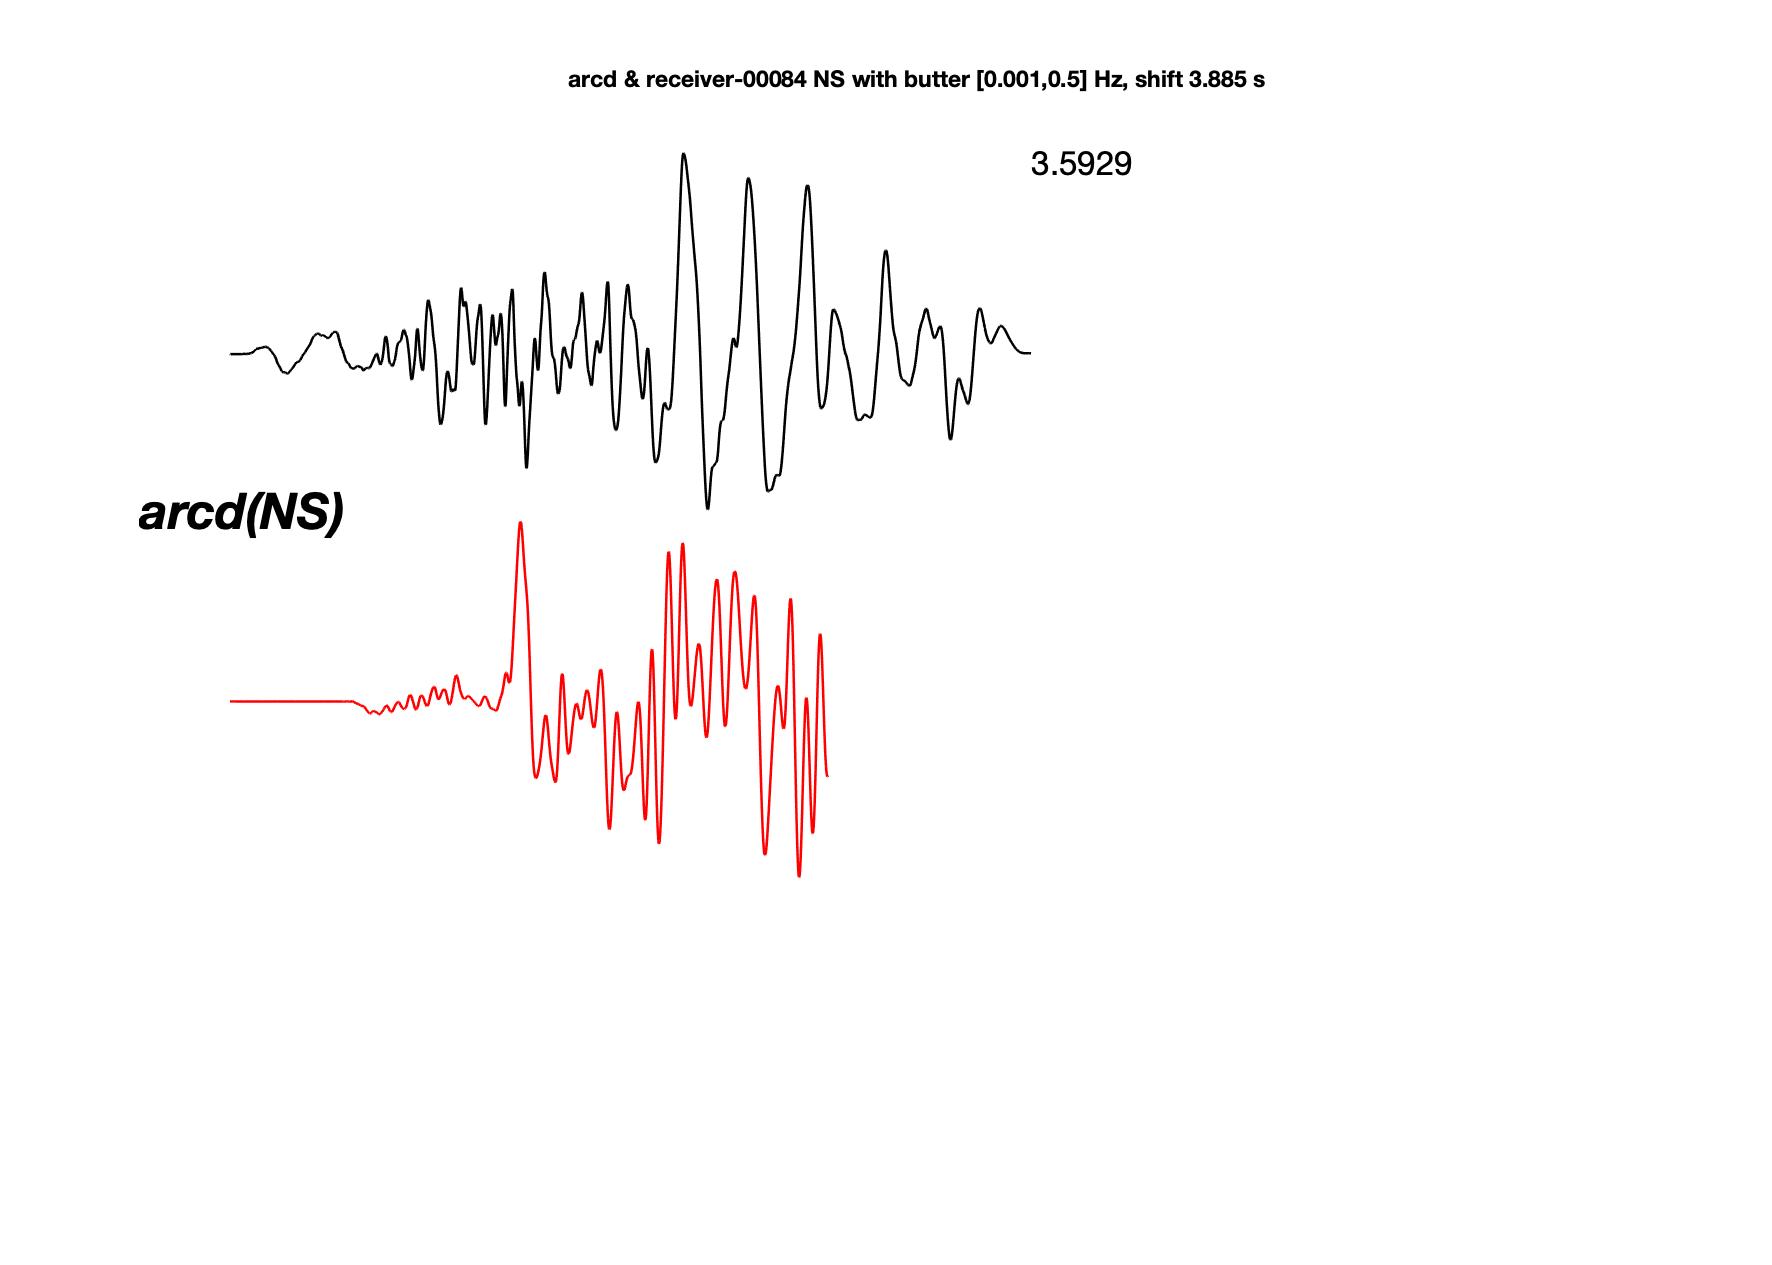 arcd & receiver-00084 NS with butter [0.001,0.5] Hz, shift 3.885 s
3.5929
arcd(NS)